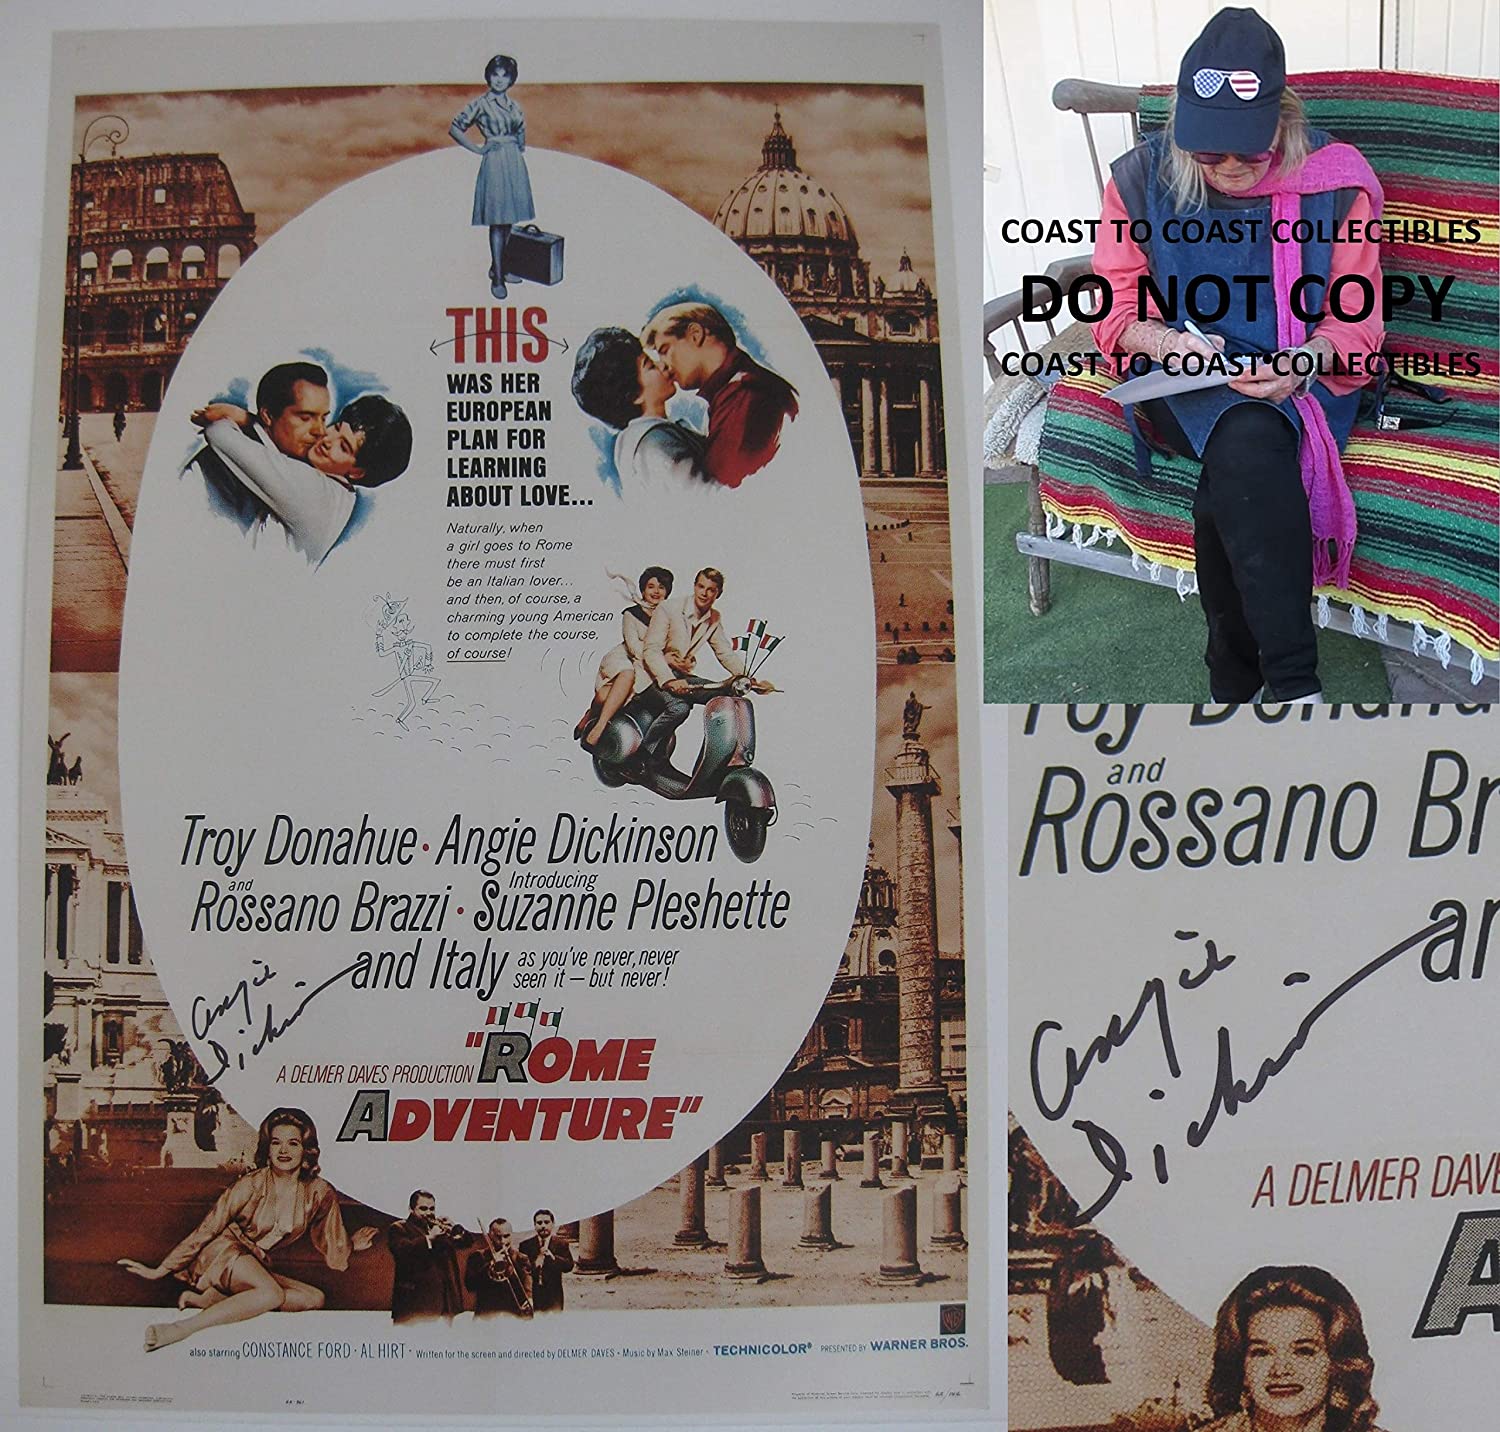 THIS
WAS HER
EUROPEAN
PLAN FOR
LEARNING
ABOUT LOVE...
Naturally, when
a girl goes to Rome
there must first
be an Italian lover...
and then, of course, a
charming young American
to complete the course,
of course!
Troy Donahue · Angie Dickinson
and Rossano Brazzi · Introducing Suzanne Pleshette
and Italy as you've never, never
seen it — but never!
Angie
Dickinson
A DELMER DAVES PRODUCTION
"ROME
ADVENTURE"
also starring CONSTANCE FORD · AL HIRT · Written for the screen and directed by DELMER DAVES · Music by Max Steiner · TECHNICOLOR® PRESENTED BY WARNER BROS.
WB
COAST TO COAST COLLECTIBLES
DO NOT COPY
COAST TO COAST COLLECTIBLES
Troy Donahue
and
Rossano Br
ar
Angie
Dickinson
A DELMER DAVE
A